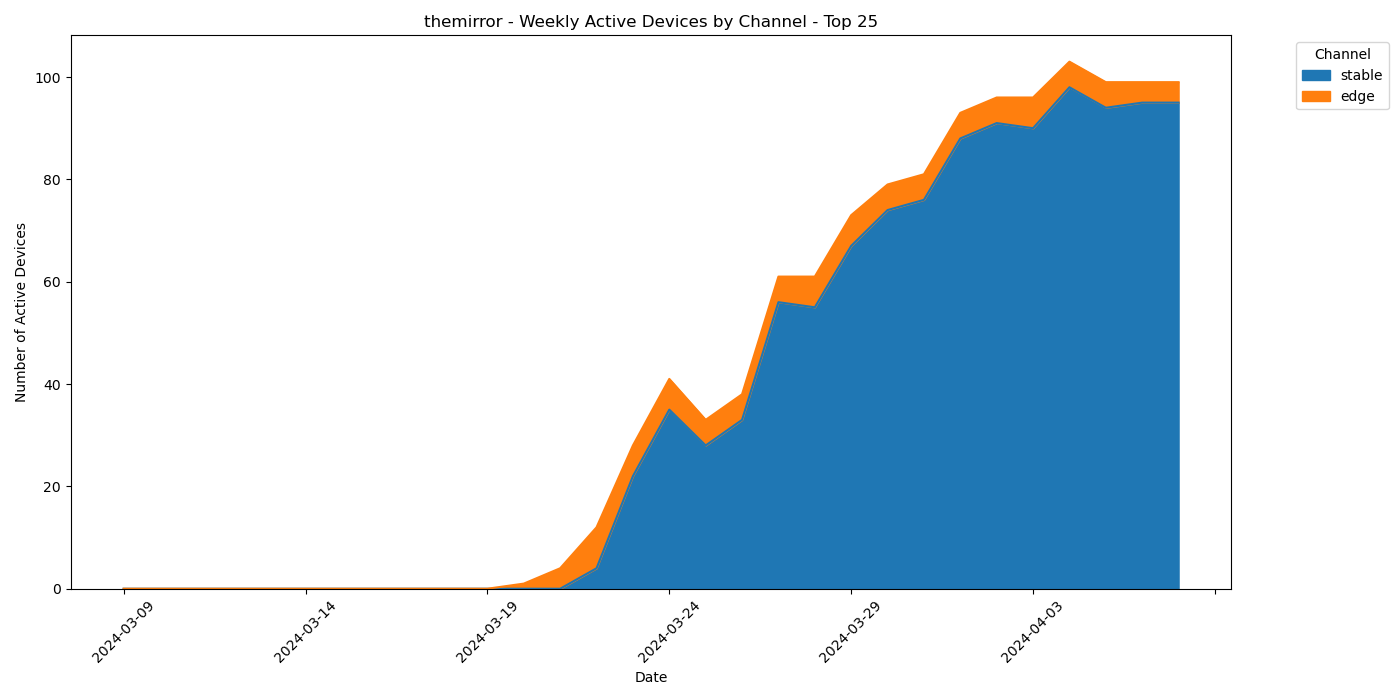 themirror - Weekly Active Devices by Channel - Top 25
Channel
stable
edge
Number of Active Devices
100
80
60
40
20
0
2024-03-09
2024-03-14
2024-03-19
2024-03-24
2024-03-29
2024-04-03
Date